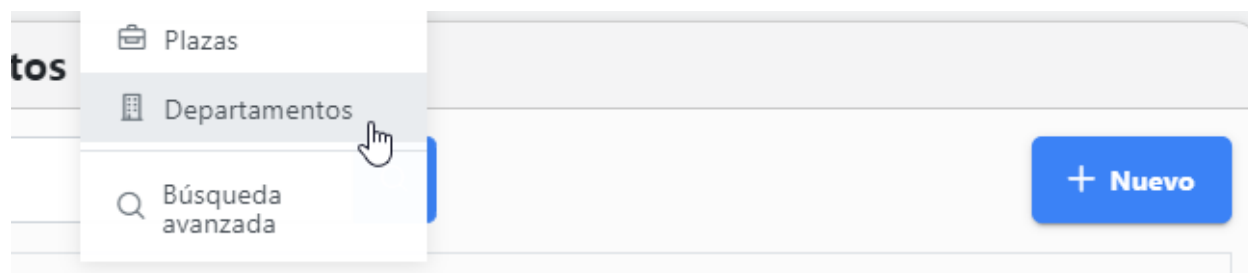 Plazas
tos
Departamentos
+ Nuevo
Búsqueda
avanzada